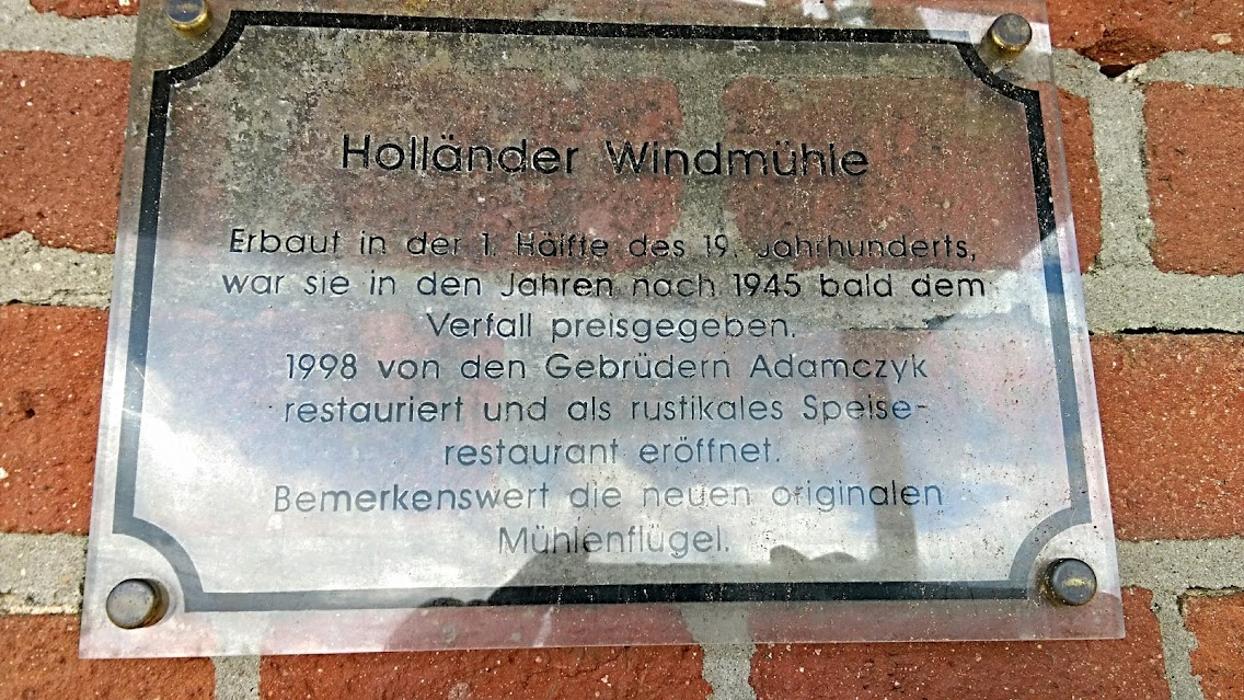 Holländer Windmühle
Erbaut in der 1. Hälfte des 19. Jahrhunderts,
war sie in den Jahren nach 1945 bald dem
Verfall preisgegeben.
1998 von den Gebrüdern Adamczyk
restauriert und als rustikales Speise-
restaurant eröffnet.
Bemerkenswert die neuen originalen
Mühlenflügel.